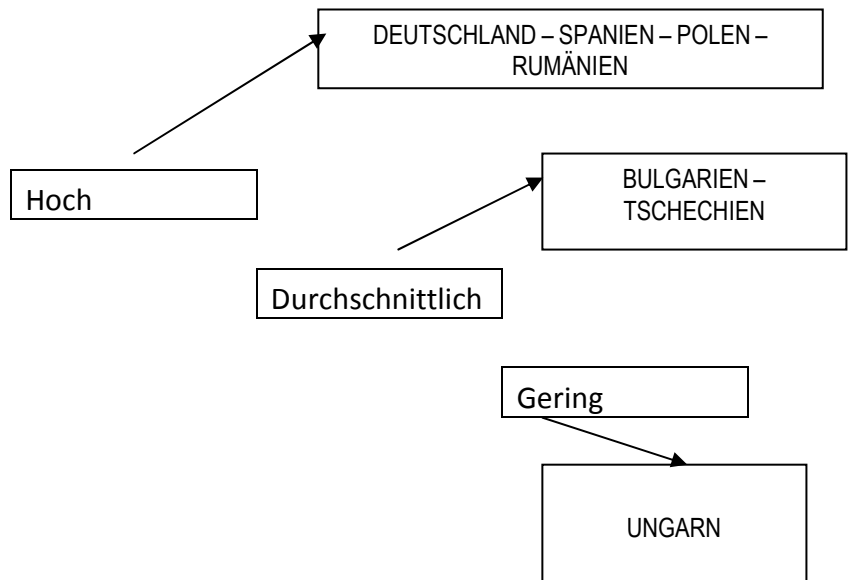 DEUTSCHLAND – SPANIEN – POLEN –
RUMÄNIEN
Hoch
BULGARIEN –
TSCHECHIEN
Durchschnittlich
Gering
UNGARN